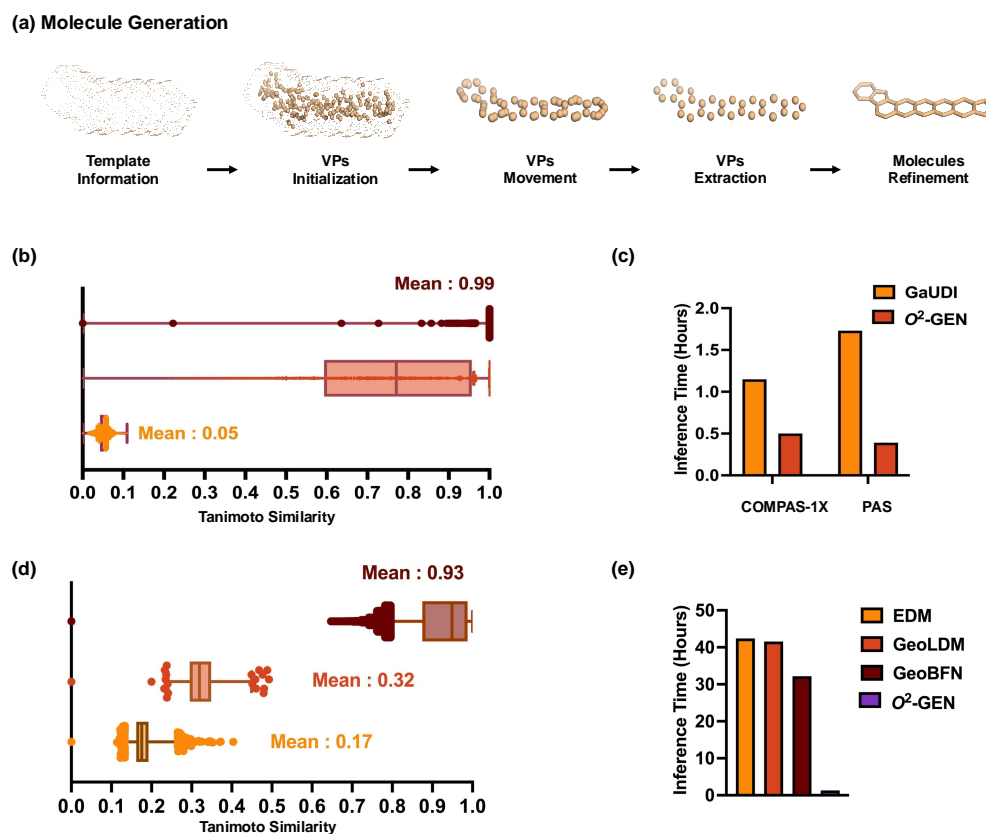 (a) Molecule Generation
Template
Information
VPs
Initialization
VPs
Movement
VPs
Extraction
Molecules
Refinement
(b)
Mean : 0.99
Mean : 0.05
0.0 0.1 0.2 0.3 0.4 0.5 0.6 0.7 0.8 0.9 1.0
Tanimoto Similarity
(c)
GaUDI
O²-GEN
Inference Time (Hours)
2.0
1.5
1.0
0.5
0.0
COMPAS-1X PAS
(d)
Mean : 0.93
Mean : 0.32
Mean : 0.17
0.0 0.1 0.2 0.3 0.4 0.5 0.6 0.7 0.8 0.9 1.0
Tanimoto Similarity
(e)
EDM
GeoLDM
GeoBFN
O²-GEN
Inference Time (Hours)
50
40
30
20
10
0